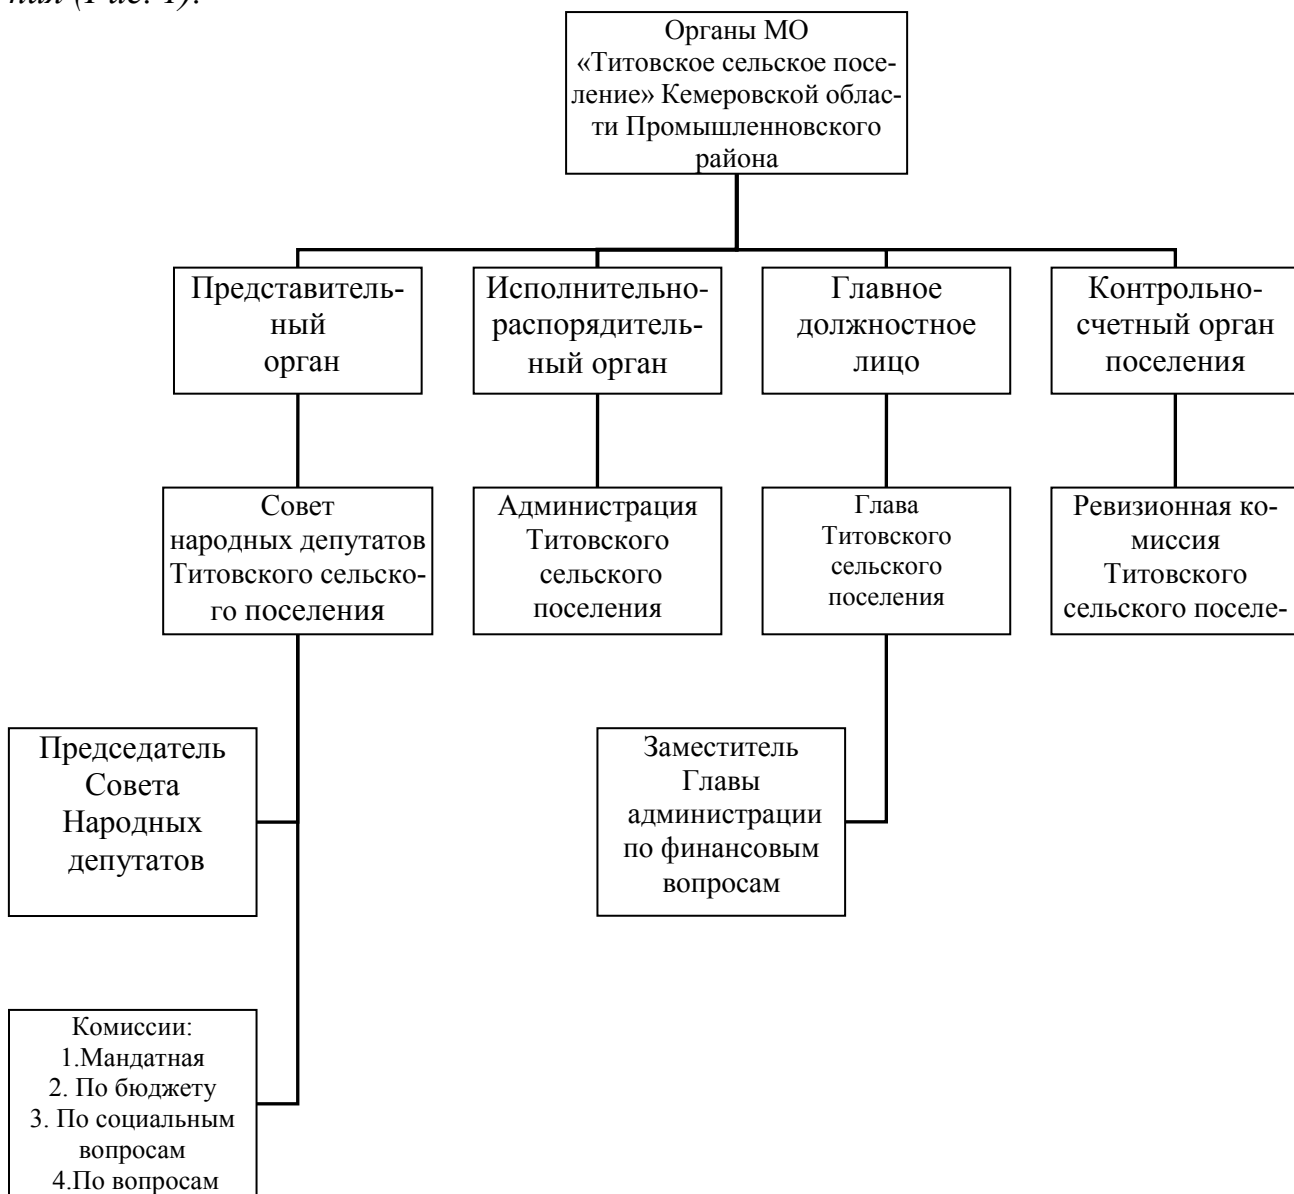 ния (Рис. 1).
Органы МО
«Титовское сельское посе-
ление» Кемеровской облас-
ти Промышленновского
района
Представитель-
ный
орган
Исполнительно-
распорядитель-
ный орган
Главное
должностное
лицо
Контрольно-
счетный орган
поселения
Совет
народных депутатов
Титовского сельско-
го поселения
Администрация
Титовского
сельского
поселения
Глава
Титовского
сельского
поселения
Ревизионная ко-
миссия
Титовского
сельского поселе-
Председатель
Совета
Народных
депутатов
Заместитель
Главы
администрации
по финансовым
вопросам
Комиссии:
1.Мандатная
2. По бюджету
3. По социальным
вопросам
4.По вопросам